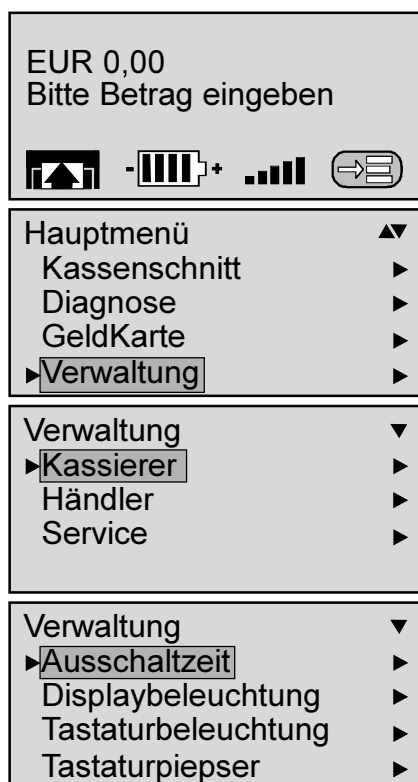 EUR 0,00
Bitte Betrag eingeben
Hauptmenü
Kassenschnitt
Diagnose
GeldKarte
Verwaltung
Verwaltung
Kassierer
Händler
Service
Verwaltung
Ausschaltzeit
Displaybeleuchtung
Tastaturbeleuchtung
Tastaturpiepser